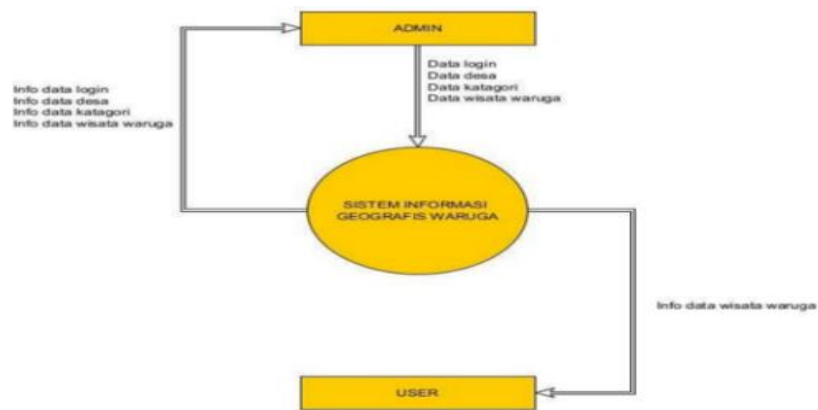 ADMIN
Info data login
Info data desa
Info data katagori
Info data wisata waruga
Data login
Data desa
Data katagori
Data wisata waruga
SISTEM INFORMASI
GEOGRAFIS WARUGA
Info data wisata waruga
USER